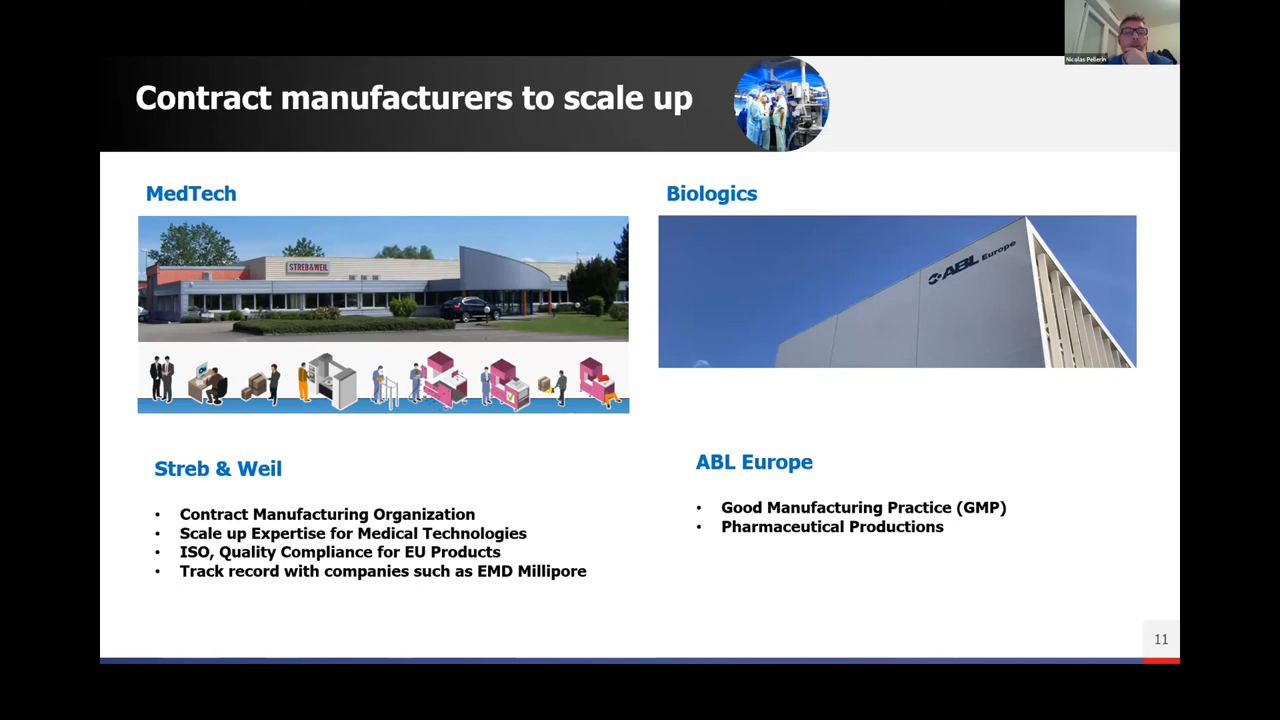 Nicolas Pellerin
Contract manufacturers to scale up
MedTech
STREB & WEIL
Streb & Weil
• Contract Manufacturing Organization
• Scale up Expertise for Medical Technologies
• ISO, Quality Compliance for EU Products
• Track record with companies such as EMD Millipore
Biologics
ABL Europe
ABL Europe
• Good Manufacturing Practice (GMP)
• Pharmaceutical Productions
11